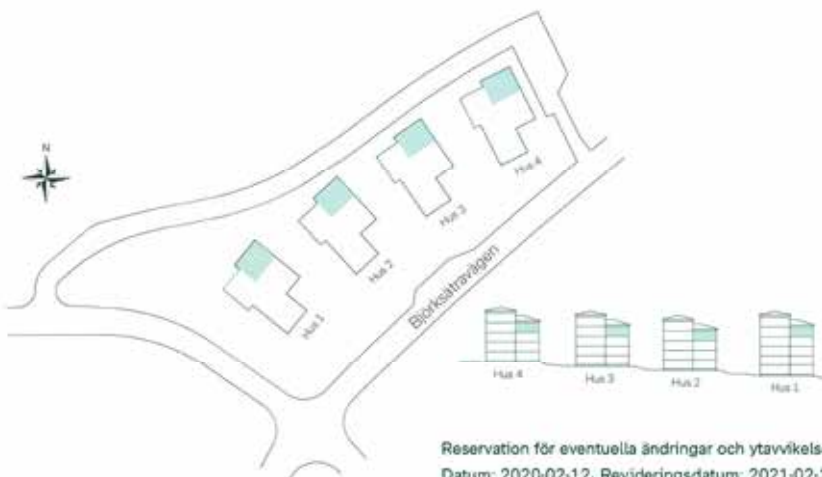 N
Hus 4
Hus 3
Hus 2
Hus 1
Björksätravägen
Hus 4
Hus 3
Hus 2
Hus 1
Reservation för eventuella ändringar och ytavvikels
Datum: 2020-02-12, Revideringsdatum: 2021-02-